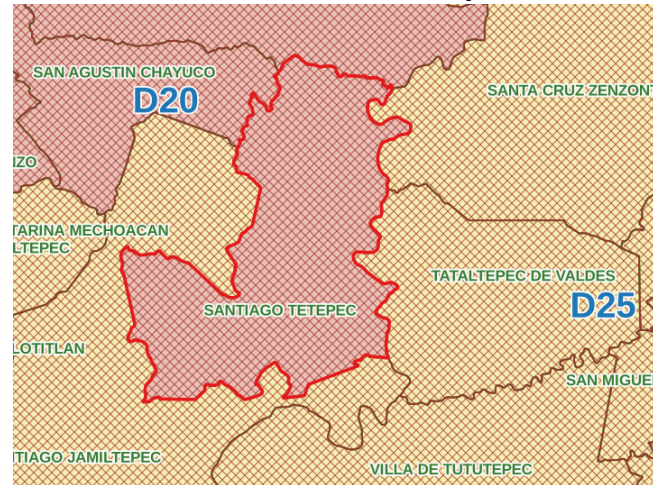 SAN AGUSTIN CHAYUCO
D20
SANTA CRUZ ZENZONT
NZO
TARINA MECHOACAN
LTEPEC
TATALTEPEC DE VALDES
D25
SANTIAGO TETEPEC
LOTITLAN
SAN MIGUE
TIAGO JAMILTEPEC
VILLA DE TUTUTEPEC